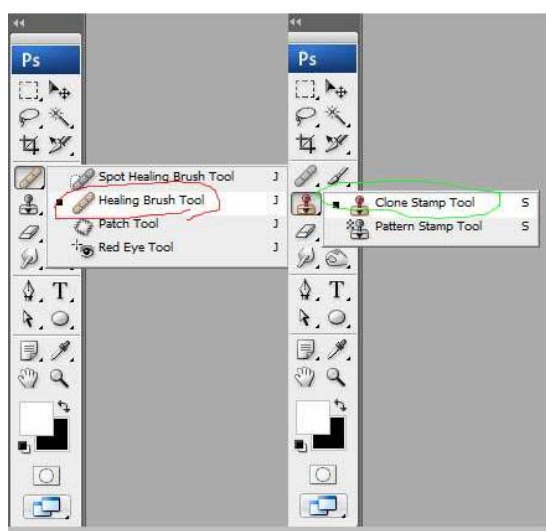 Ps
Spot Healing Brush Tool J
Healing Brush Tool J
Patch Tool J
Red Eye Tool J
T
Ps
Clone Stamp Tool S
Pattern Stamp Tool S
T